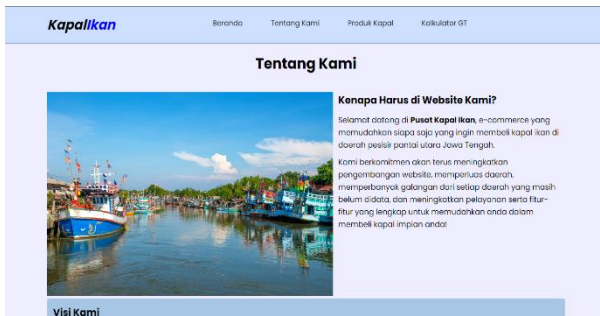 KapalIkan
Beranda Tentang Kami Produk Kapal Kalkulator GT
Tentang Kami
Kenapa Harus di Website Kami?
Selamat datang di Pusat Kapal Ikan, e-commerce yang
memudahkan siapa saja yang ingin membeli kapal ikan di
daerah pesisir pantai utara Jawa Tengah.
Kami berkomitmen akan terus meningkatkan
pengembangan website, memperluas daerah,
memperbanyak galangan dari setiap daerah yang masih
belum didata, dan meningkatkan pelayanan serta fitur-
fitur yang lengkap untuk memudahkan anda dalam
membeli kapal impian anda!
Visi Kami